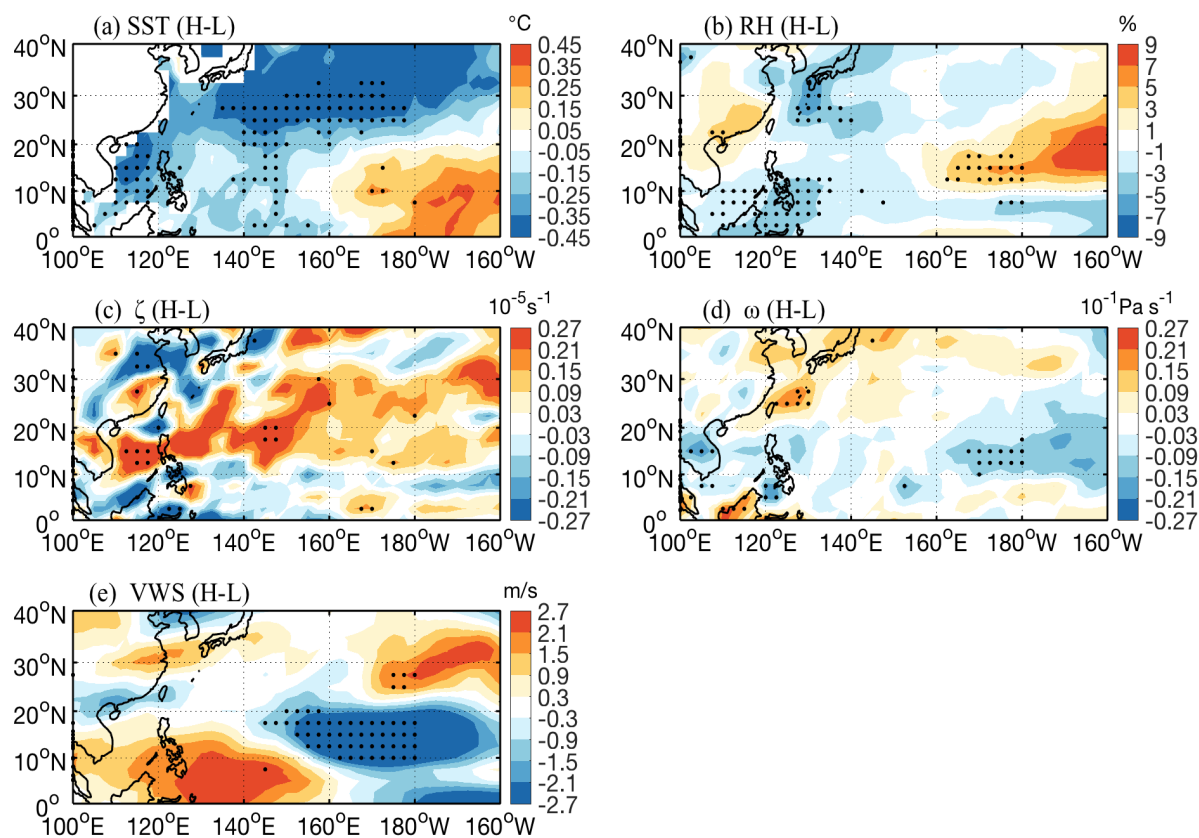 (a) SST (H-L)
°C
40°N
30°N
20°N
10°N
0°
100°E 120°E 140°E 160°E 180°W 160°W
0.45
0.35
0.25
0.15
0.05
-0.05
-0.15
-0.25
-0.35
-0.45
(b) RH (H-L)
%
40°N
30°N
20°N
10°N
0°
100°E 120°E 140°E 160°E 180°W 160°W
9
7
5
3
1
-1
-3
-5
-7
-9
(c) ζ (H-L)
10⁻⁵s⁻¹
40°N
30°N
20°N
10°N
0°
100°E 120°E 140°E 160°E 180°W 160°W
0.27
0.21
0.15
0.09
0.03
-0.03
-0.09
-0.15
-0.21
-0.27
(d) ω (H-L)
10⁻¹Pa s⁻¹
40°N
30°N
20°N
10°N
0°
100°E 120°E 140°E 160°E 180°W 160°W
0.27
0.21
0.15
0.09
0.03
-0.03
-0.09
-0.15
-0.21
-0.27
(e) VWS (H-L)
m/s
40°N
30°N
20°N
10°N
0°
100°E 120°E 140°E 160°E 180°W 160°W
2.7
2.1
1.5
0.9
0.3
-0.3
-0.9
-1.5
-2.1
-2.7